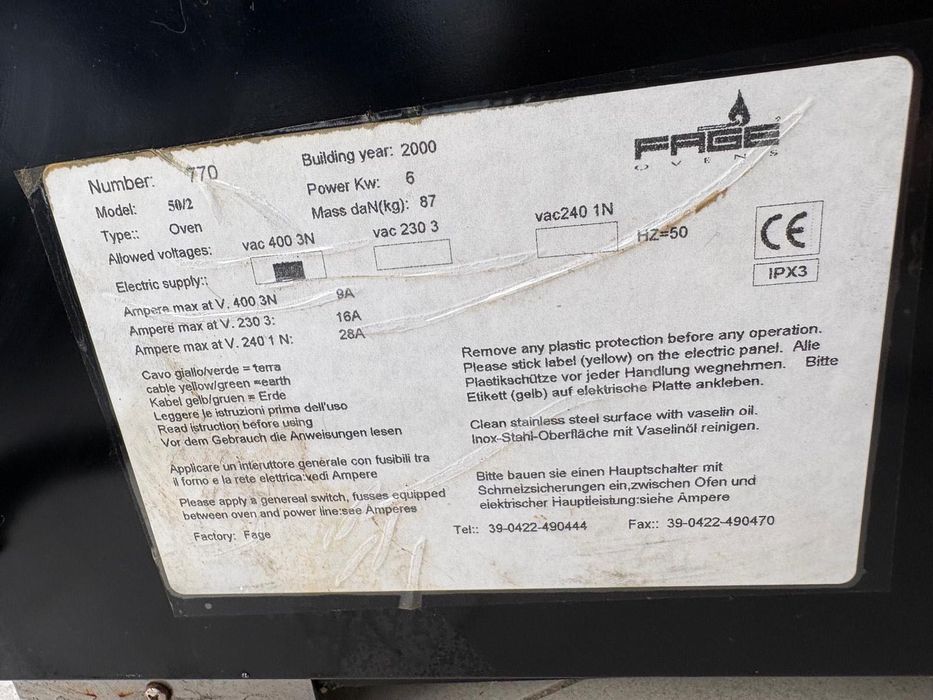 FAGE
OVENS
Number: 770
Building year: 2000
Model: 50/2
Power Kw: 6
Type:: Oven
Mass daN(kg): 87
Allowed voltages: vac 400 3N vac 230 3 vac240 1N
Electric supply:: HZ=50
CE
IPX3
Ampere max at V. 400 3N 9A
Ampere max at V. 230 3: 16A
Ampere max at V. 240 1 N: 28A
Cavo giallo/verde = terra
cable yellow/green =earth
Kabel gelb/gruen = Erde
Leggere le istruzioni prima dell'uso
Read istruction before using
Vor dem Gebrauch die Anweisungen lesen
Applicare un interuttore generale con fusibili tra
il forno e la rete elettrica:vedi Ampere
Please apply a genereal switch, fusses equipped
between oven and power line:see Amperes
Factory: Fage
Remove any plastic protection before any operation.
Please stick label (yellow) on the electric panel. Alle
Plastikschütze vor jeder Handlung wegnehmen. Bitte
Etikett (gelb) auf elektrische Platte ankleben.
Clean stainless steel surface with vaselin oil.
Inox-Stahl-Oberfläche mit Vaselinöl reinigen.
Bitte bauen sie einen Hauptschalter mit
Schmelzsicherungen ein,zwischen Ofen und
elektrischer Hauptleistung:siehe Ämpere
Tel:: 39-0422-490444 Fax:: 39-0422-490470